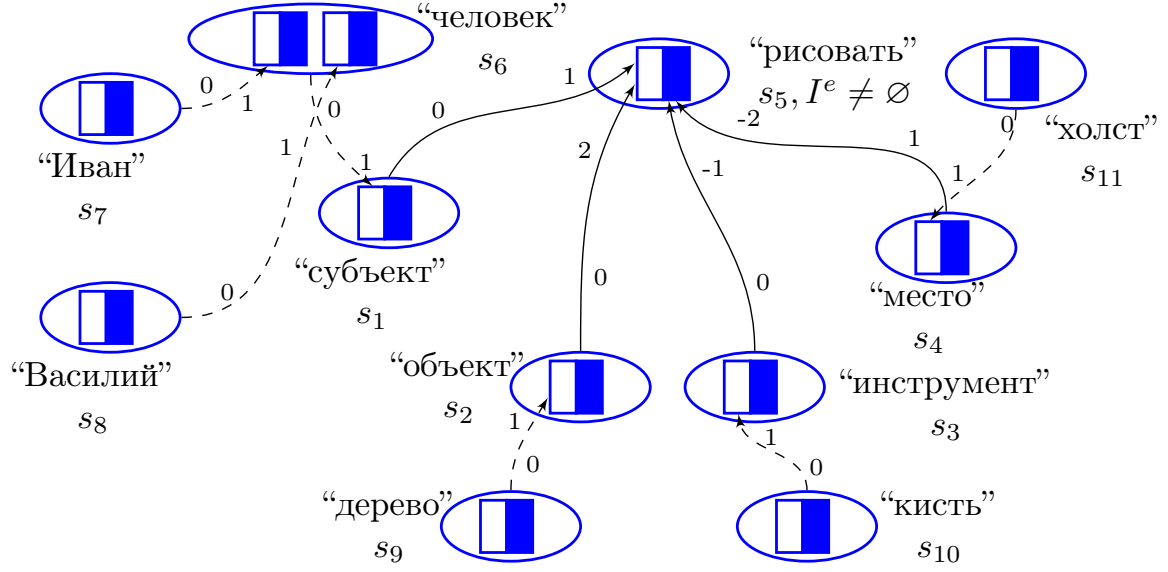 “человек”
s₆
“рисовать”
s₅, Iᵉ ≠ ∅
“холст”
s₁₁
“Иван”
s₇
“субъект”
s₁
“место”
s₄
“Василий”
s₈
“объект”
s₂
“инструмент”
s₃
“дерево”
s₉
“кисть”
s₁₀
0
1
0
1
0
1
0
1
2
0
-1
0
-2
1
0
1
1
0
1
0